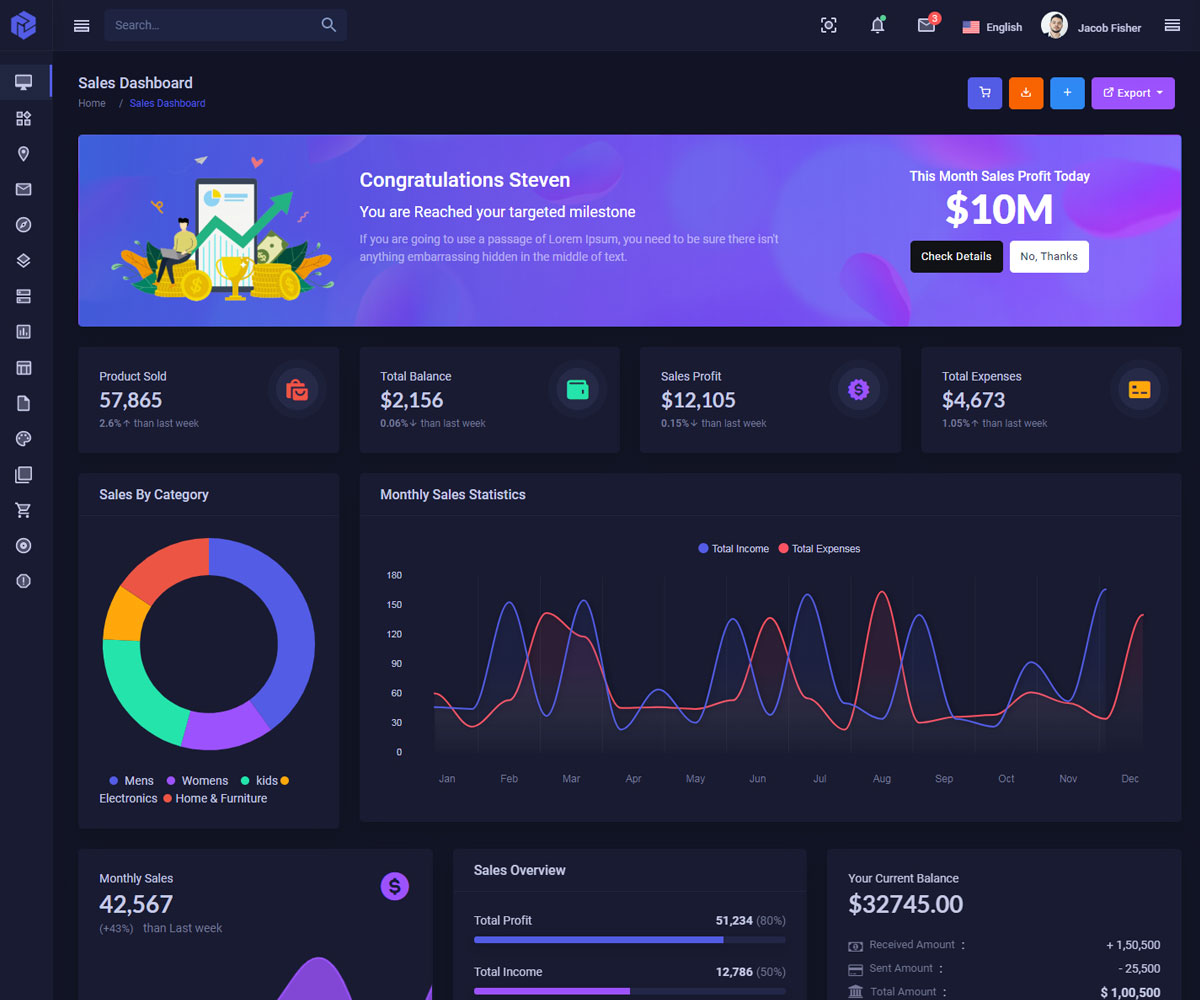 Search...
3
English
Jacob Fisher
Sales Dashboard
Home / Sales Dashboard
Export
Congratulations Steven
You are Reached your targeted milestone
If you are going to use a passage of Lorem Ipsum, you need to be sure there isn't
anything embarrassing hidden in the middle of text.
This Month Sales Profit Today
$10M
Check Details
No, Thanks
Product Sold
57,865
2.6%↑ than last week
Total Balance
$2,156
0.06%↓ than last week
Sales Profit
$12,105
0.15%↓ than last week
Total Expenses
$4,673
1.05%↑ than last week
Sales By Category
Mens Womens kids
Electronics Home & Furniture
Monthly Sales Statistics
Total Income Total Expenses
180
150
120
90
60
30
0
Jan Feb Mar Apr May Jun Jul Aug Sep Oct Nov Dec
Monthly Sales
42,567
(+43%) than Last week
Sales Overview
Total Profit 51,234 (80%)
Total Income 12,786 (50%)
Your Current Balance
$32745.00
Received Amount : + 1,50,500
Sent Amount : - 25,500
Total Amount : $ 1,00,500